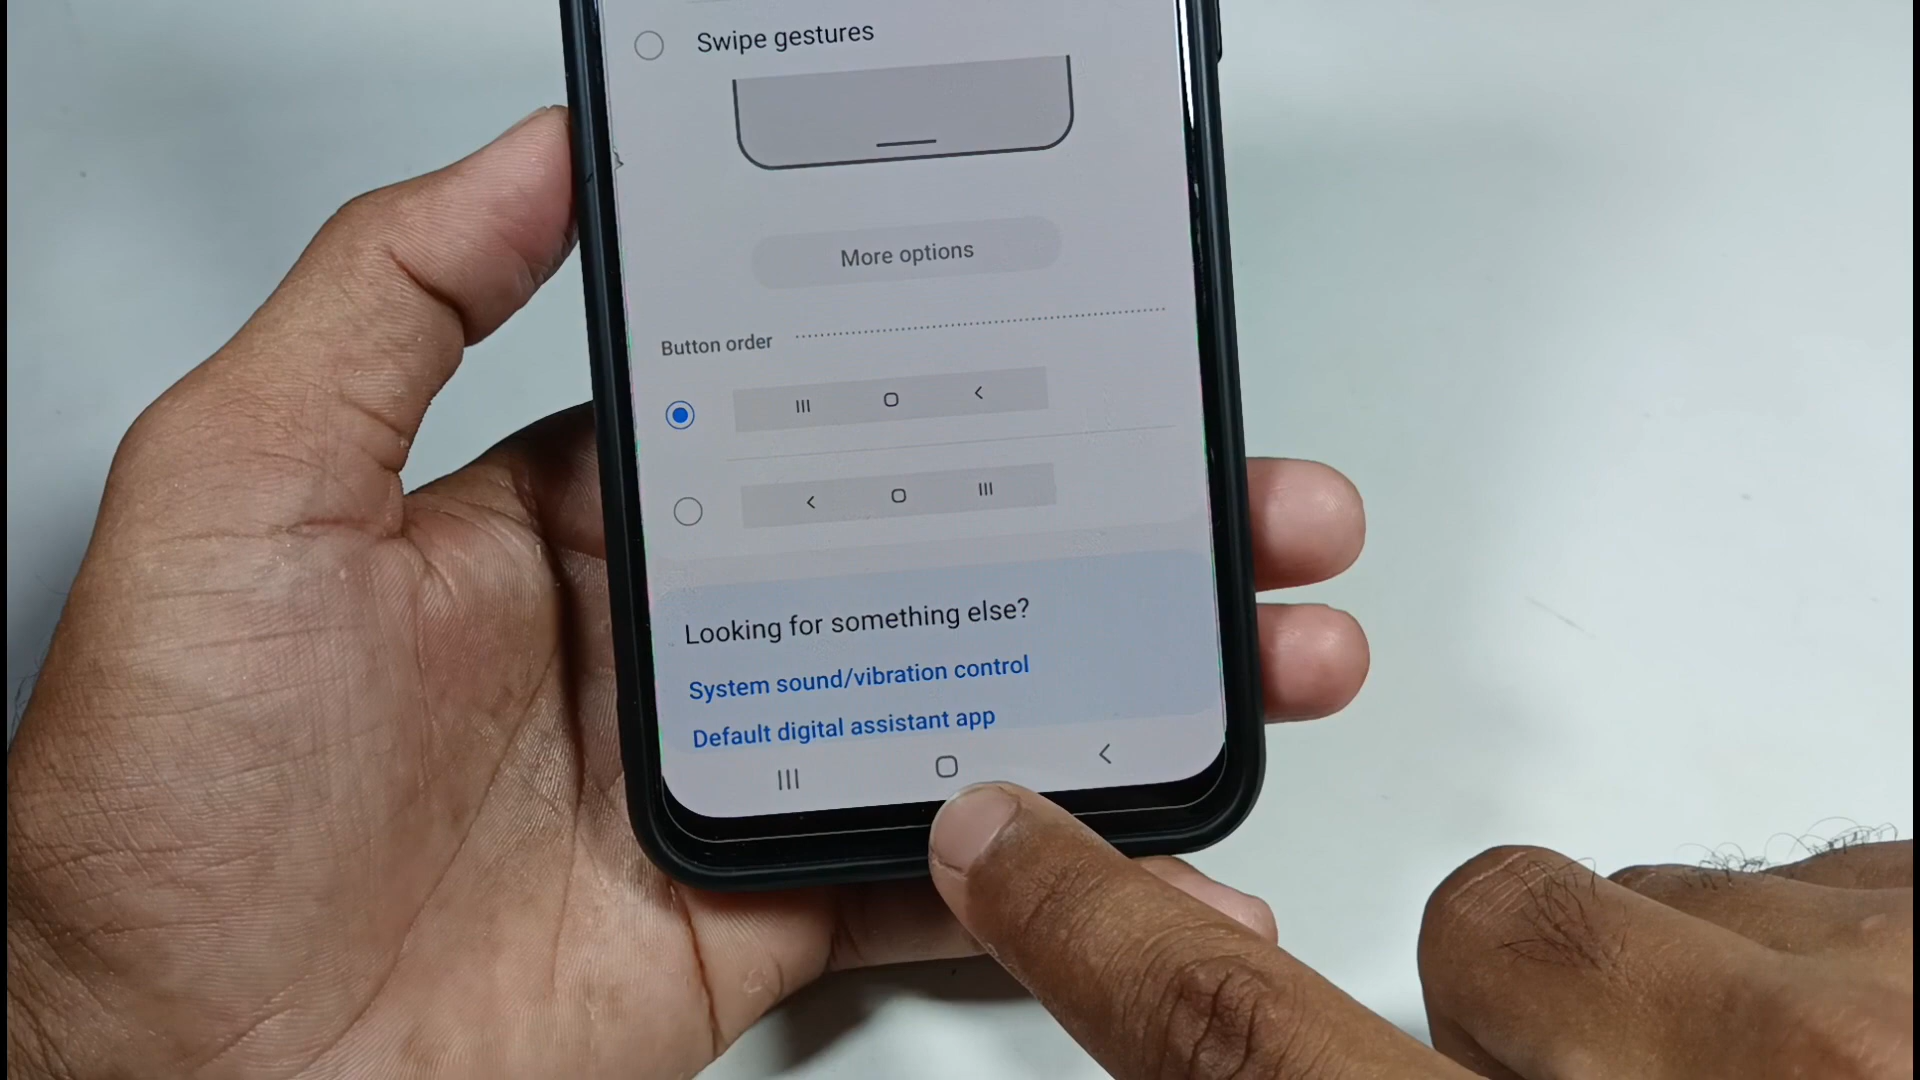 Swipe gestures
More options
Button order
Looking for something else?
System sound/vibration control
Default digital assistant app